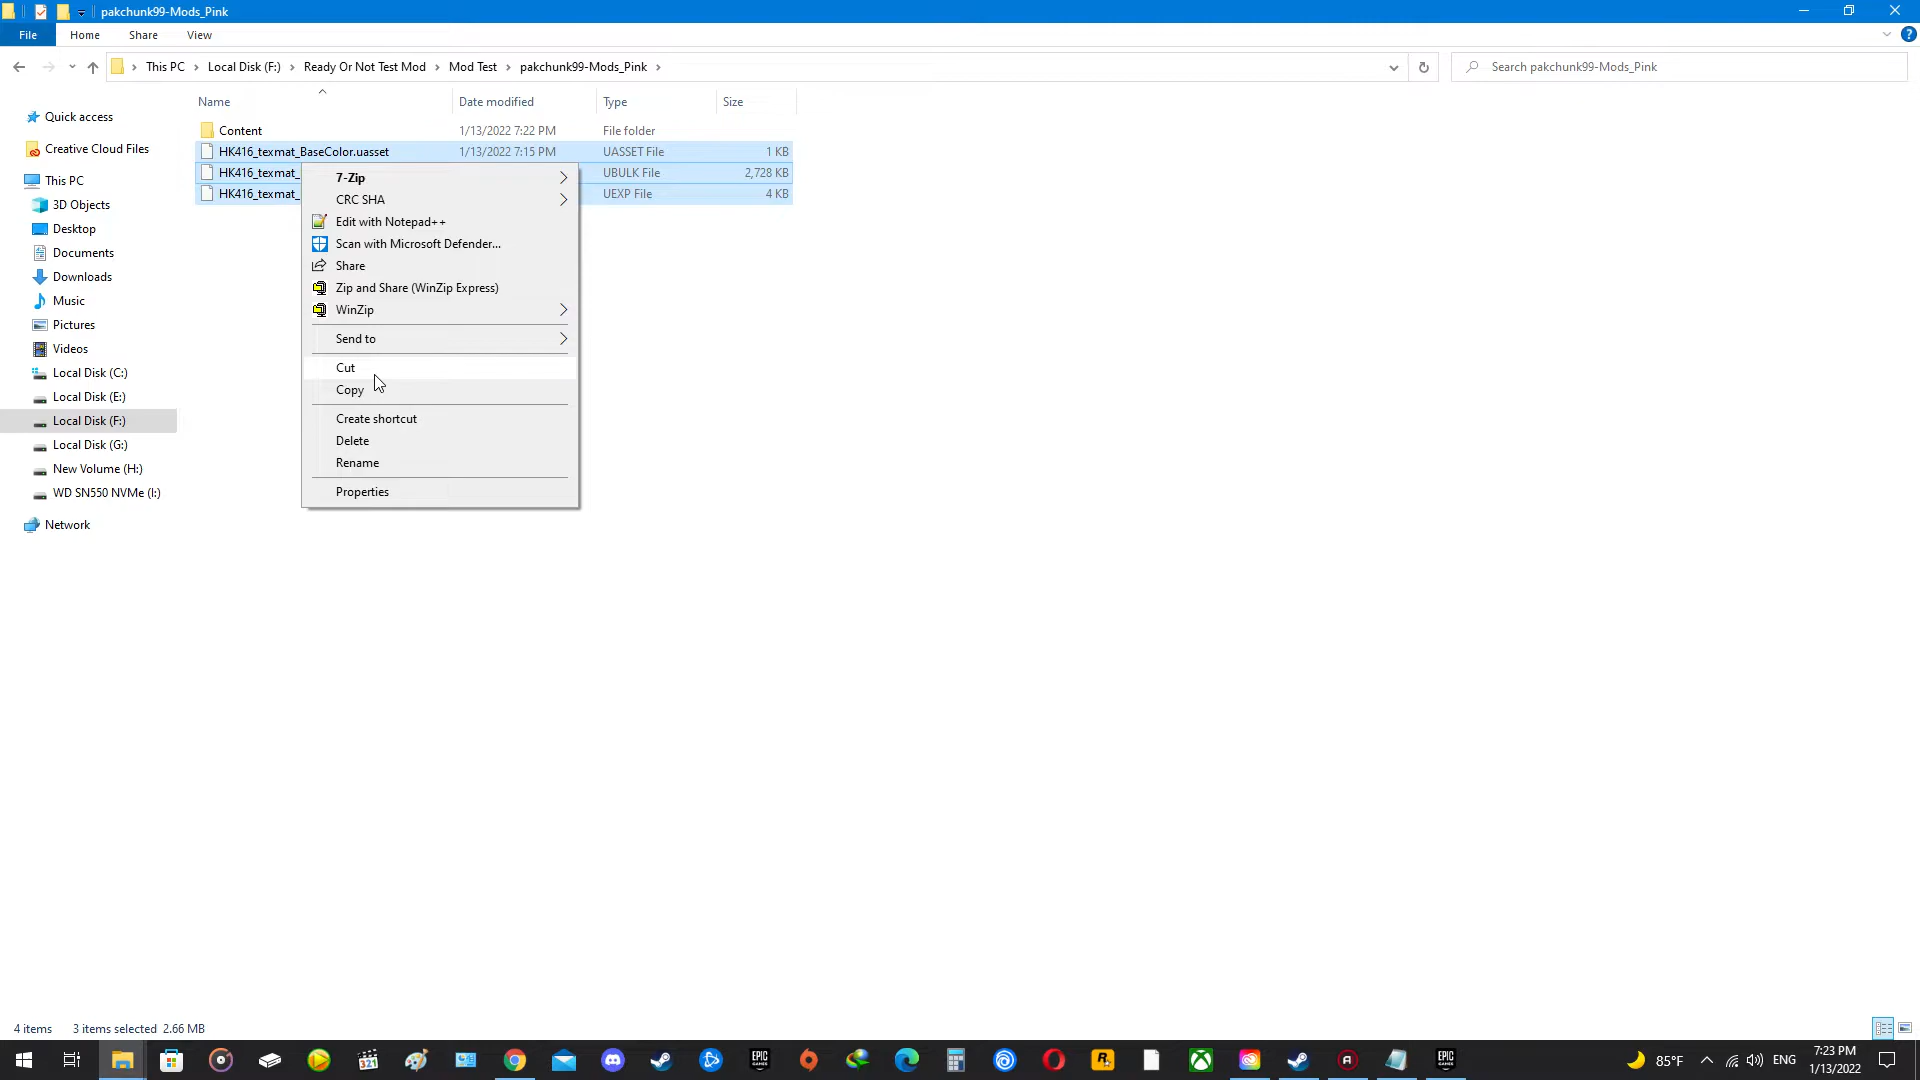 pakchunk99-Mods_Pink
File Home Share View
This PC Local Disk (F:) Ready Or Not Test Mod Mod Test pakchunk99-Mods_Pink
Search pakchunk99-Mods_Pink
Name Date modified Type Size
Content 1/13/2022 7:22 PM File folder
HK416_texmat_BaseColor.uasset 1/13/2022 7:15 PM UASSET File 1 KB
HK416_texmat_ UBULK File 2,728 KB
HK416_texmat_ UEXP File 4 KB
Quick access
Creative Cloud Files
This PC
3D Objects
Desktop
Documents
Downloads
Music
Pictures
Videos
Local Disk (C:)
Local Disk (E:)
Local Disk (F:)
Local Disk (G:)
New Volume (H:)
WD SN550 NVMe (I:)
Network
7-Zip
CRC SHA
Edit with Notepad++
Scan with Microsoft Defender...
Share
Zip and Share (WinZip Express)
WinZip
Send to
Cut
Copy
Create shortcut
Delete
Rename
Properties
4 items 3 items selected 2.66 MB
321
EPIC GAMES
R
EPIC GAMES
85°F
ENG
7:23 PM
1/13/2022